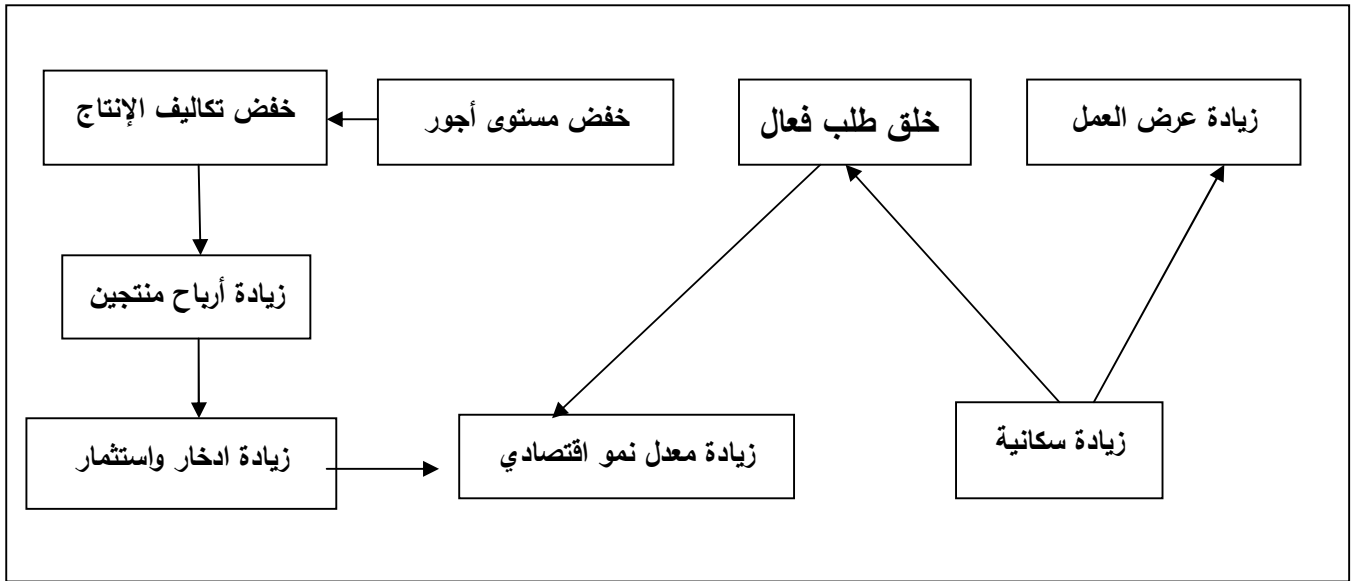 زيادة عرض العمل
خلق طلب فعال
خفض مستوى أجور
خفض تكاليف الإنتاج
زيادة أرباح منتجين
زيادة سكانية
زيادة معدل نمو اقتصادي
زيادة ادخار واستثمار